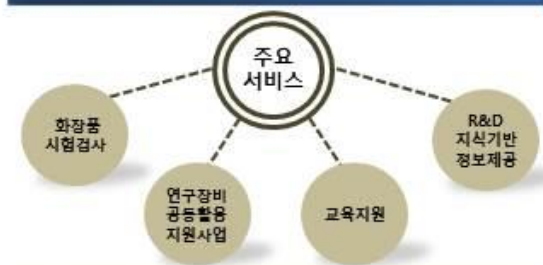 주요
서비스
화장품
시험검사
연구장비
공동활용
지원사업
교육지원
R&D
지식기반
정보제공